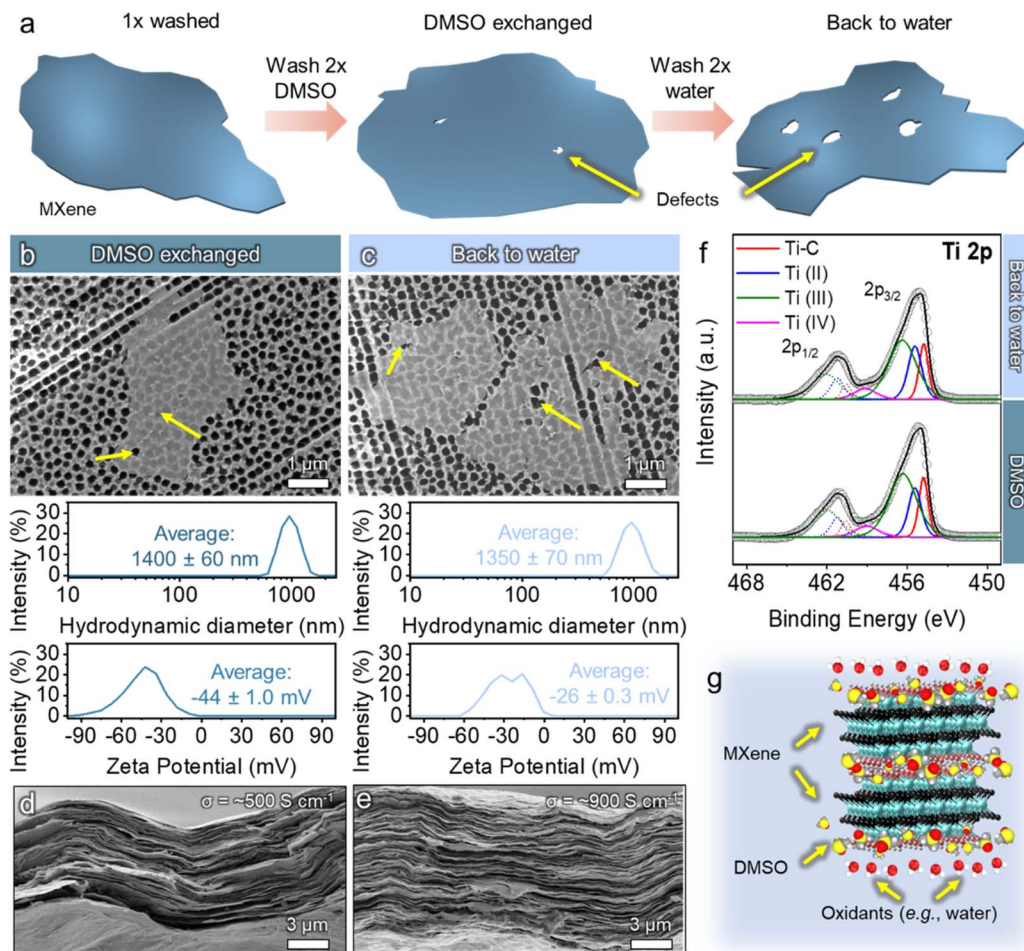 a
1x washed
DMSO exchanged
Back to water
Wash 2x
DMSO
Wash 2x
water
MXene
Defects
b
DMSO exchanged
1 µm
c
Back to water
1 µm
Intensity (%)
30
20
10
0
Average:
1400 ± 60 nm
10
100
1000
Hydrodynamic diameter (nm)
Intensity (%)
30
20
10
0
Average:
1350 ± 70 nm
10
100
1000
Hydrodynamic diameter (nm)
Intensity (%)
30
20
10
0
Average:
-44 ± 1.0 mV
-90 -60 -30 0 30 60 90
Zeta Potential (mV)
Intensity (%)
30
20
10
0
Average:
-26 ± 0.3 mV
-90 -60 -30 0 30 60 90
Zeta Potential (mV)
d
σ = ~500 S cm⁻¹
3 µm
e
σ = ~900 S cm⁻¹
3 µm
f
Ti-C
Ti (II)
Ti (III)
Ti (IV)
Ti 2p
2p3/2
2p1/2
Intensity (a.u.)
468 462 456 450
Binding Energy (eV)
Back to water
DMSO
g
MXene
DMSO
Oxidants (e.g., water)